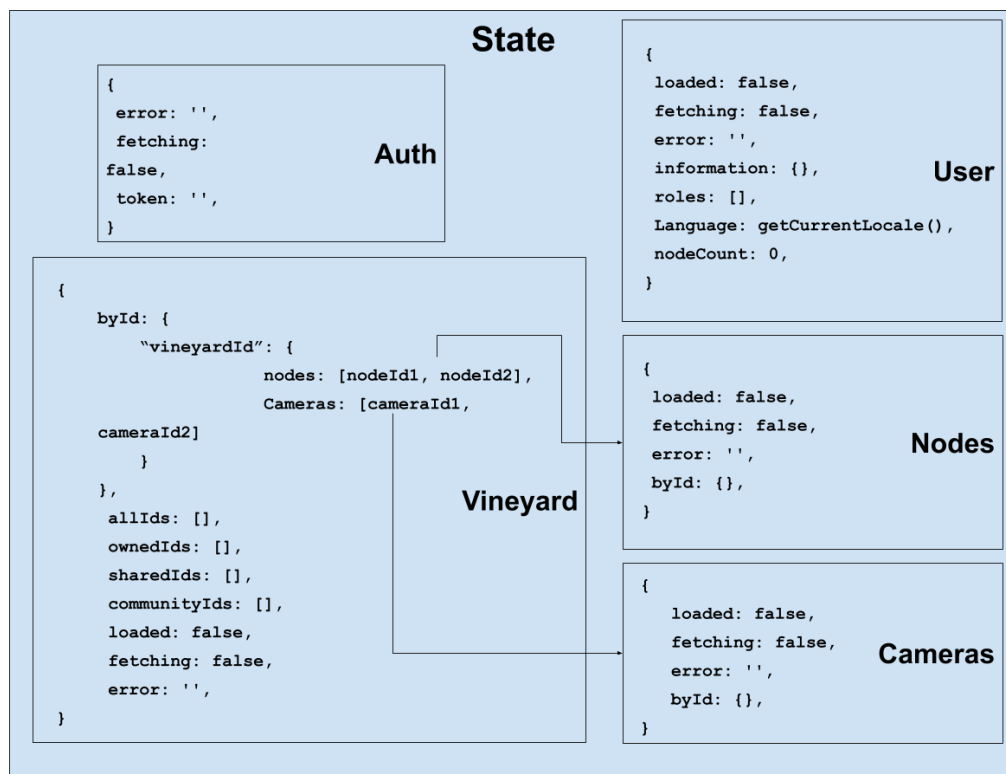 State
{
error: '',
fetching:
false,
token: '',
}
Auth
{
loaded: false,
fetching: false,
error: '',
information: {},
roles: [],
Language: getCurrentLocale(),
nodeCount: 0,
}
User
{
byId: {
“vineyardId”: {
nodes: [nodeId1, nodeId2],
Cameras: [cameraId1,
cameraId2]
}
},
allIds: [],
ownedIds: [],
sharedIds: [],
communityIds: [],
loaded: false,
fetching: false,
error: '',
}
Vineyard
{
loaded: false,
fetching: false,
error: '',
byId: {},
}
Nodes
{
loaded: false,
fetching: false,
error: '',
byId: {},
}
Cameras